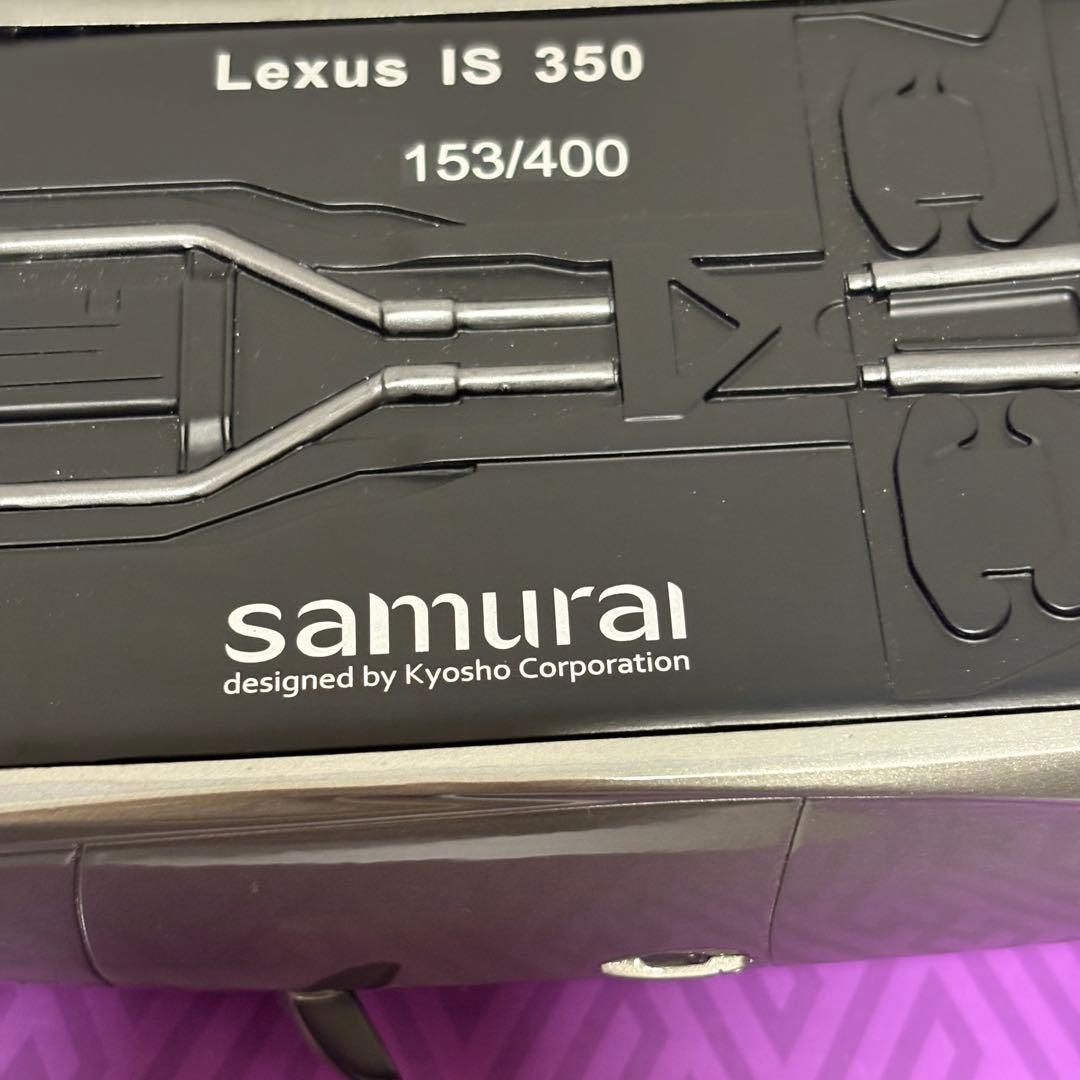 Lexus IS 350
153/400
samurai
designed by Kyosho Corporation